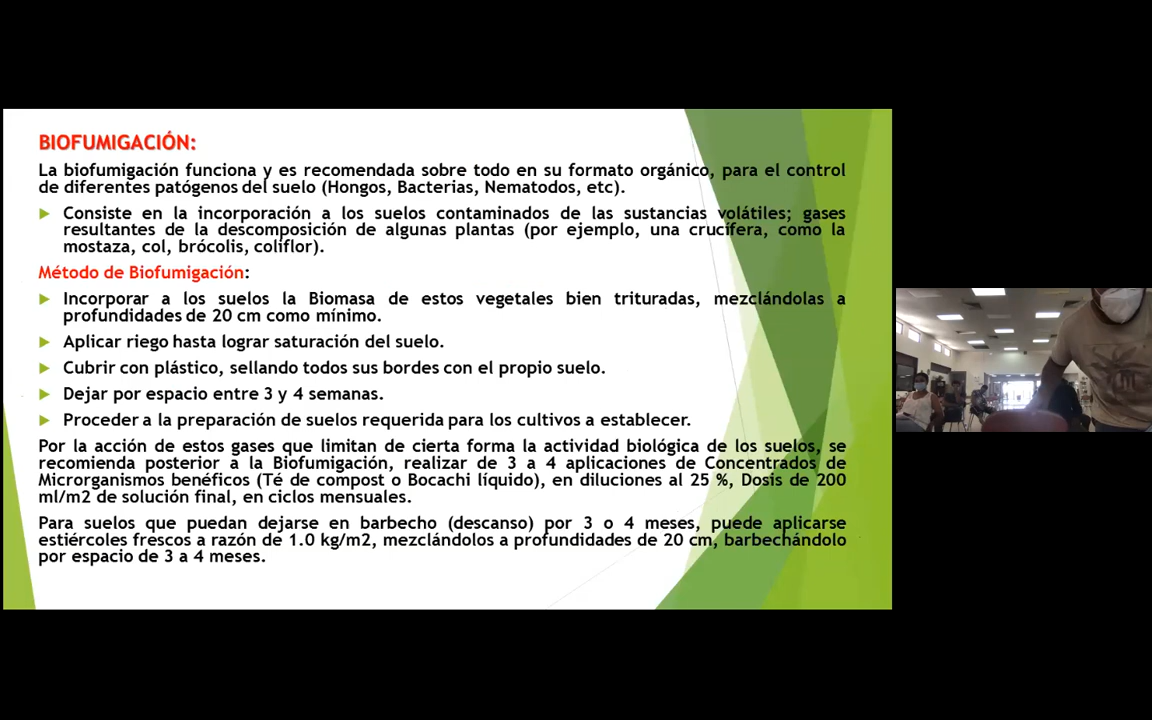 BIOFUMIGACIÓN:
La biofumigación funciona y es recomendada sobre todo en su formato orgánico, para el control
de diferentes patógenos del suelo (Hongos, Bacterias, Nematodos, etc).
Consiste en la incorporación a los suelos contaminados de las sustancias volátiles; gases
resultantes de la descomposición de algunas plantas (por ejemplo, una crucífera, como la
mostaza, col, brócolis, coliflor).
Método de Biofumigación:
Incorporar a los suelos la Biomasa de estos vegetales bien trituradas, mezclándolas a
profundidades de 20 cm como mínimo.
Aplicar riego hasta lograr saturación del suelo.
Cubrir con plástico, sellando todos sus bordes con el propio suelo.
Dejar por espacio entre 3 y 4 semanas.
Proceder a la preparación de suelos requerida para los cultivos a establecer.
Por la acción de estos gases que limitan de cierta forma la actividad biológica de los suelos, se
recomienda posterior a la Biofumigación, realizar de 3 a 4 aplicaciones de Concentrados de
Microrganismos benéficos (Té de compost o Bocachi líquido), en diluciones al 25 %, Dosis de 200
ml/m2 de solución final, en ciclos mensuales.
Para suelos que puedan dejarse en barbecho (descanso) por 3 o 4 meses, puede aplicarse
estiércoles frescos a razón de 1.0 kg/m2, mezclándolos a profundidades de 20 cm, barbechándolo
por espacio de 3 a 4 meses.